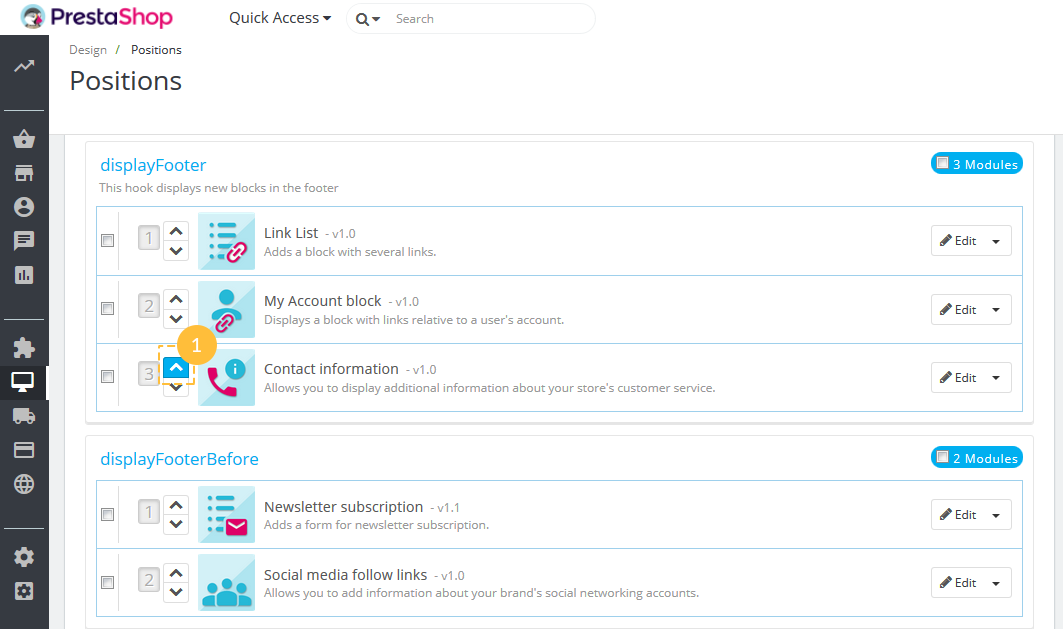 PrestaShop Quick Access Search
Design / Positions
Positions
displayFooter 3 Modules
This hook displays new blocks in the footer
1 Link List - v1.0 Edit
Adds a block with several links.
2 My Account block - v1.0 Edit
Displays a block with links relative to a user's account.
1
3 Contact information - v1.0 Edit
Allows you to display additional information about your store's customer service.
displayFooterBefore 2 Modules
1 Newsletter subscription - v1.1 Edit
Adds a form for newsletter subscription.
2 Social media follow links - v1.0 Edit
Allows you to add information about your brand's social networking accounts.